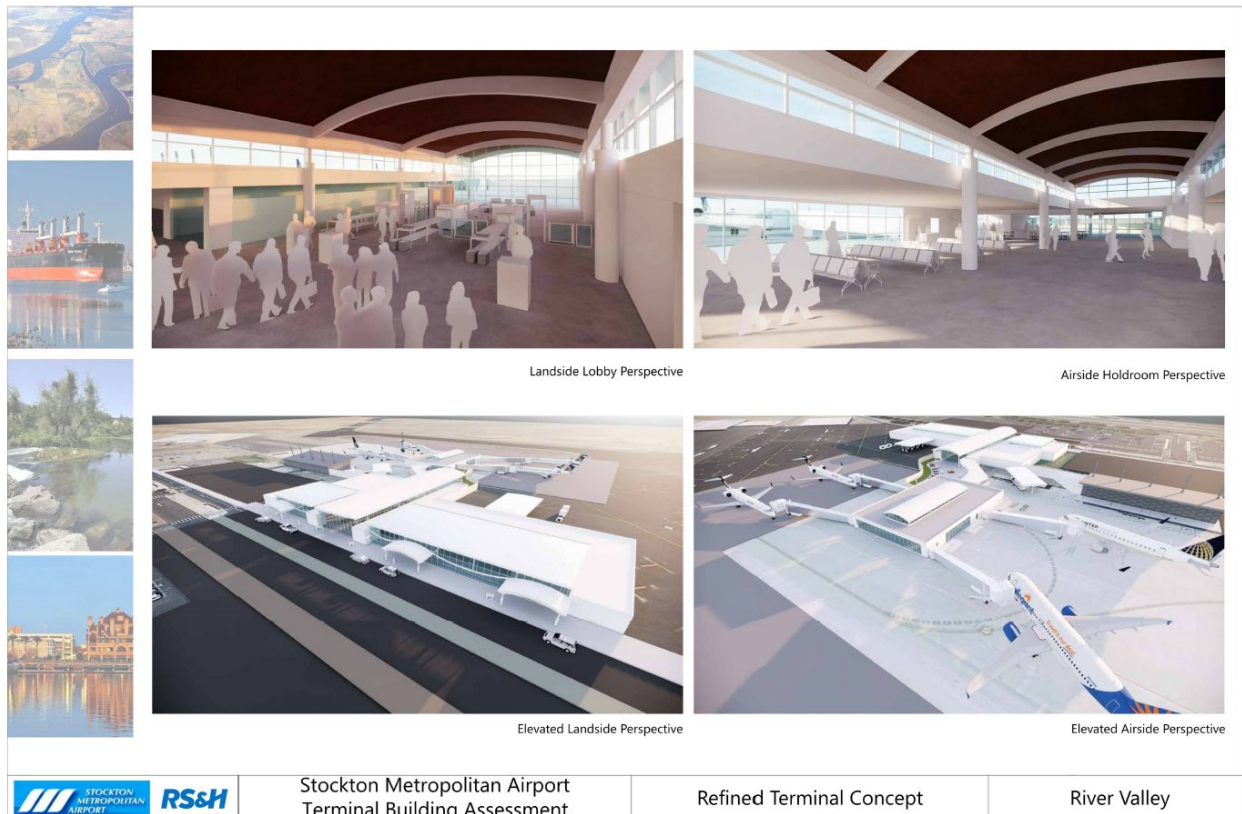 Landside Lobby Perspective
Airside Holdroom Perspective
Elevated Landside Perspective
Elevated Airside Perspective
STOCKTON
METROPOLITAN
AIRPORT
RS&H
Stockton Metropolitan Airport
Terminal Building Assessment
Refined Terminal Concept
River Valley